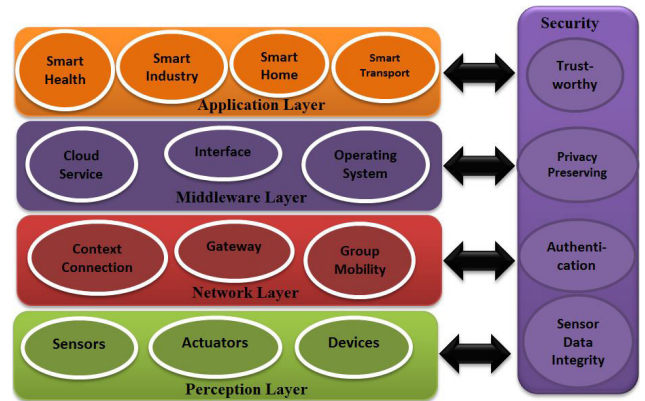 Smart
Health
Smart
Industry
Smart
Home
Smart
Transport
Application Layer
Cloud
Service
Interface
Operating
System
Middleware Layer
Context
Connection
Gateway
Group
Mobility
Network Layer
Sensors
Actuators
Devices
Perception Layer
Security
Trust-
worthy
Privacy
Preserving
Authenti-
cation
Sensor
Data
Integrity